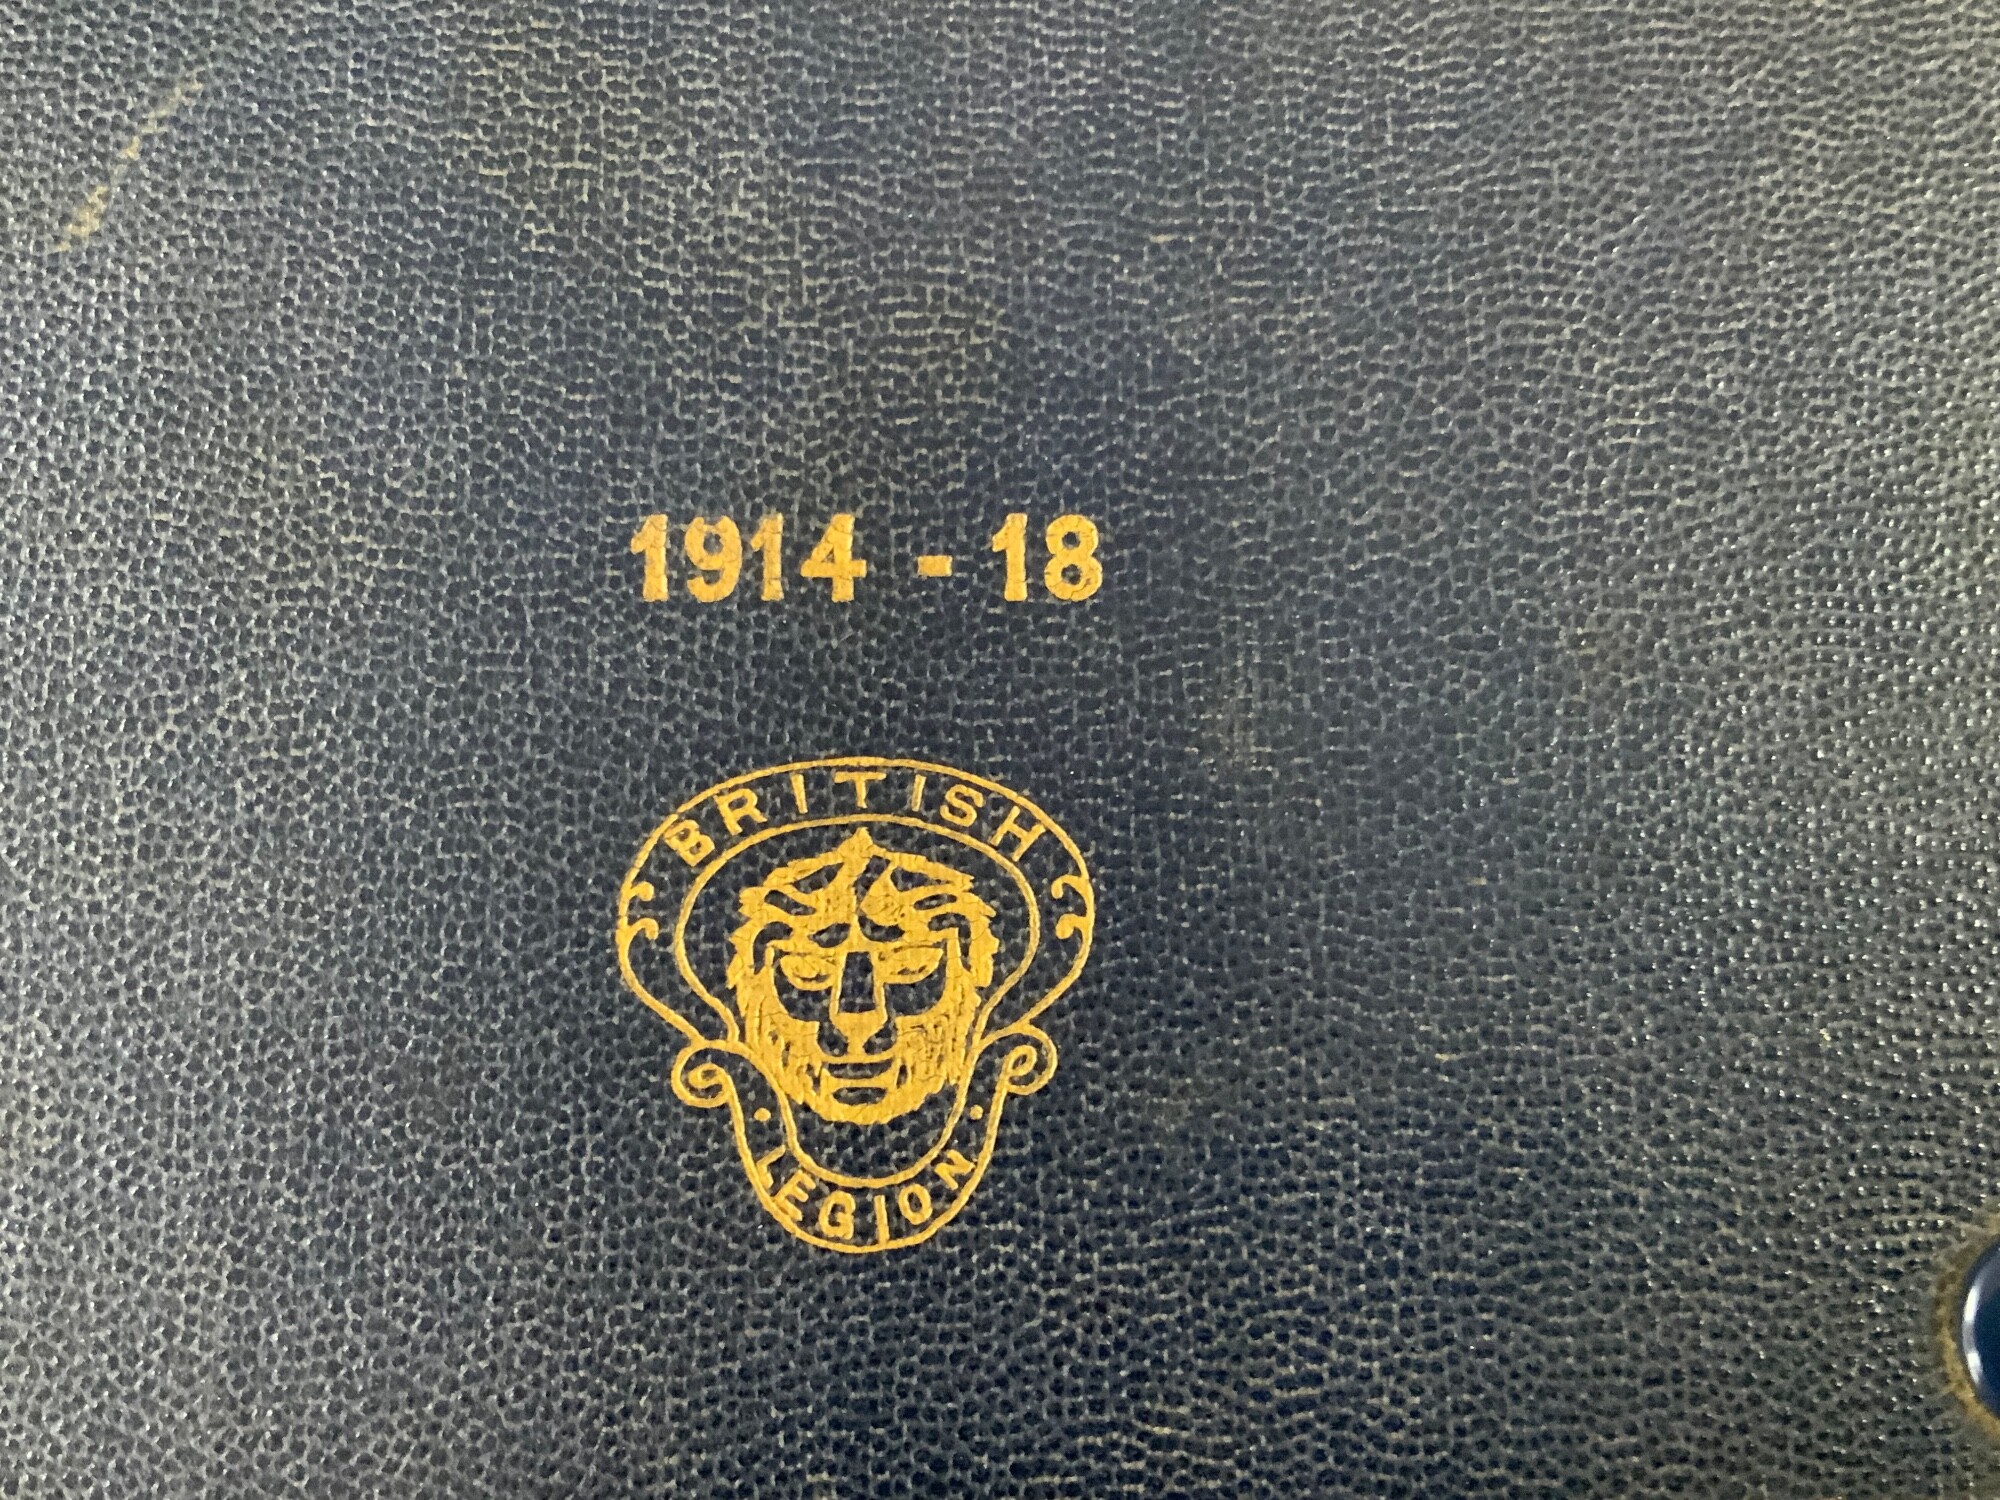 1914 - 18
BRITISH
· LEGION ·